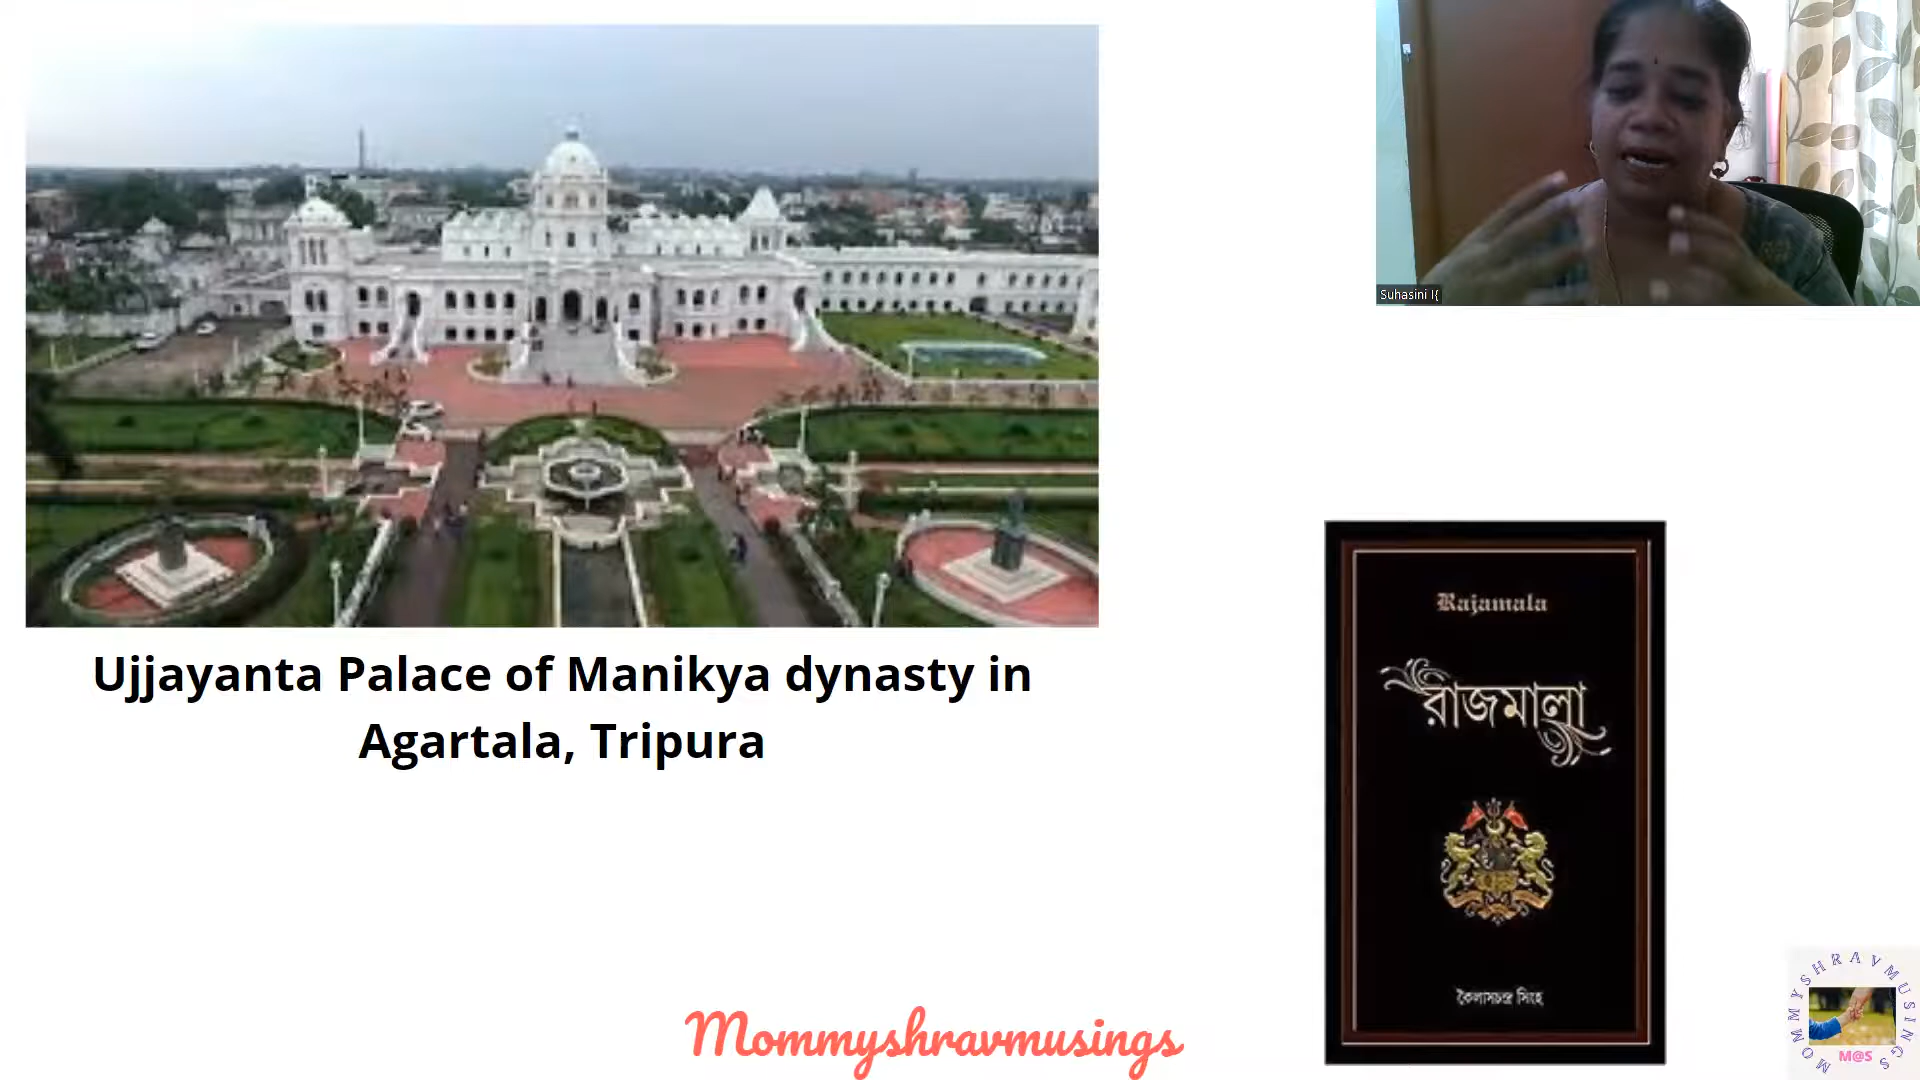 Suhasini I{
Ujjayanta Palace of Manikya dynasty in
Agartala, Tripura
Rajamala
রাজমালা
কৈলাসচন্দ্র সিংহ
Mommyshravmusings
MOMMYSHRAVMUSINGS
M@S